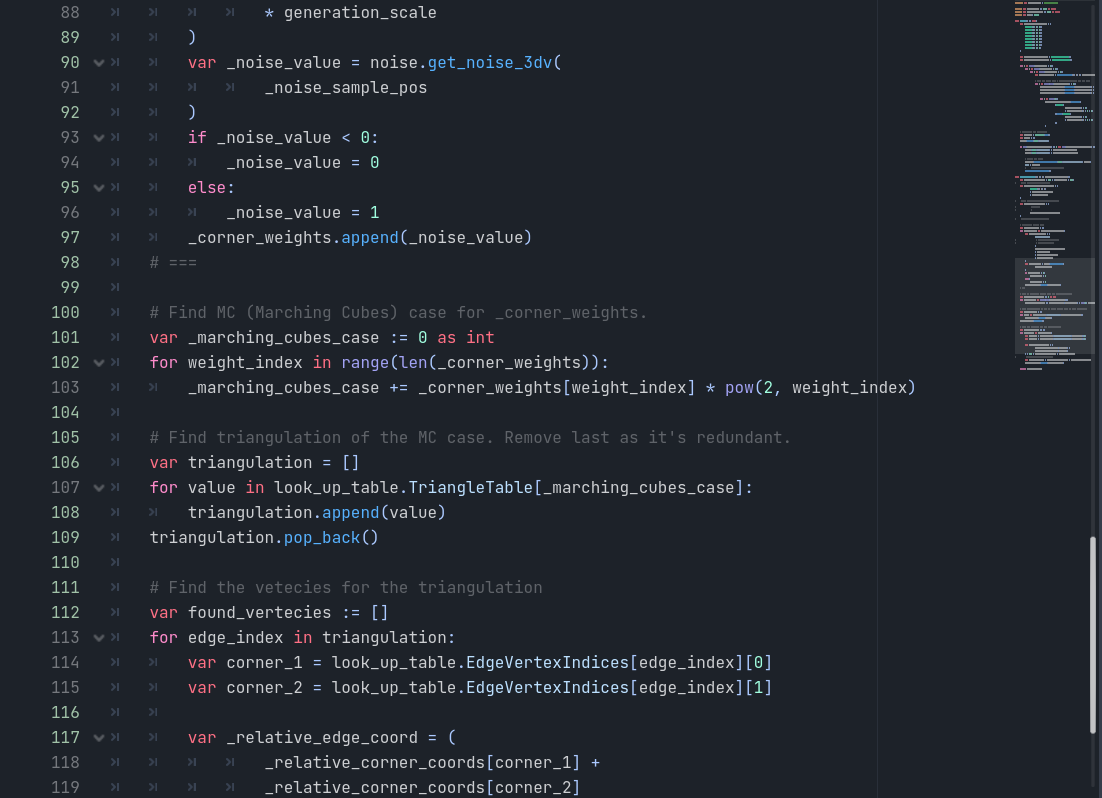 88 * generation_scale
89 )
90 var _noise_value = noise.get_noise_3dv(
91 _noise_sample_pos
92 )
93 if _noise_value < 0:
94 _noise_value = 0
95 else:
96 _noise_value = 1
97 _corner_weights.append(_noise_value)
98 # ===
99
100 # Find MC (Marching Cubes) case for _corner_weights.
101 var _marching_cubes_case := 0 as int
102 for weight_index in range(len(_corner_weights)):
103 _marching_cubes_case += _corner_weights[weight_index] * pow(2, weight_index)
104
105 # Find triangulation of the MC case. Remove last as it's redundant.
106 var triangulation = []
107 for value in look_up_table.TriangleTable[_marching_cubes_case]:
108 triangulation.append(value)
109 triangulation.pop_back()
110
111 # Find the vetecies for the triangulation
112 var found_vertecies := []
113 for edge_index in triangulation:
114 var corner_1 = look_up_table.EdgeVertexIndices[edge_index][0]
115 var corner_2 = look_up_table.EdgeVertexIndices[edge_index][1]
116
117 var _relative_edge_coord = (
118 _relative_corner_coords[corner_1] +
119 _relative_corner_coords[corner_2]